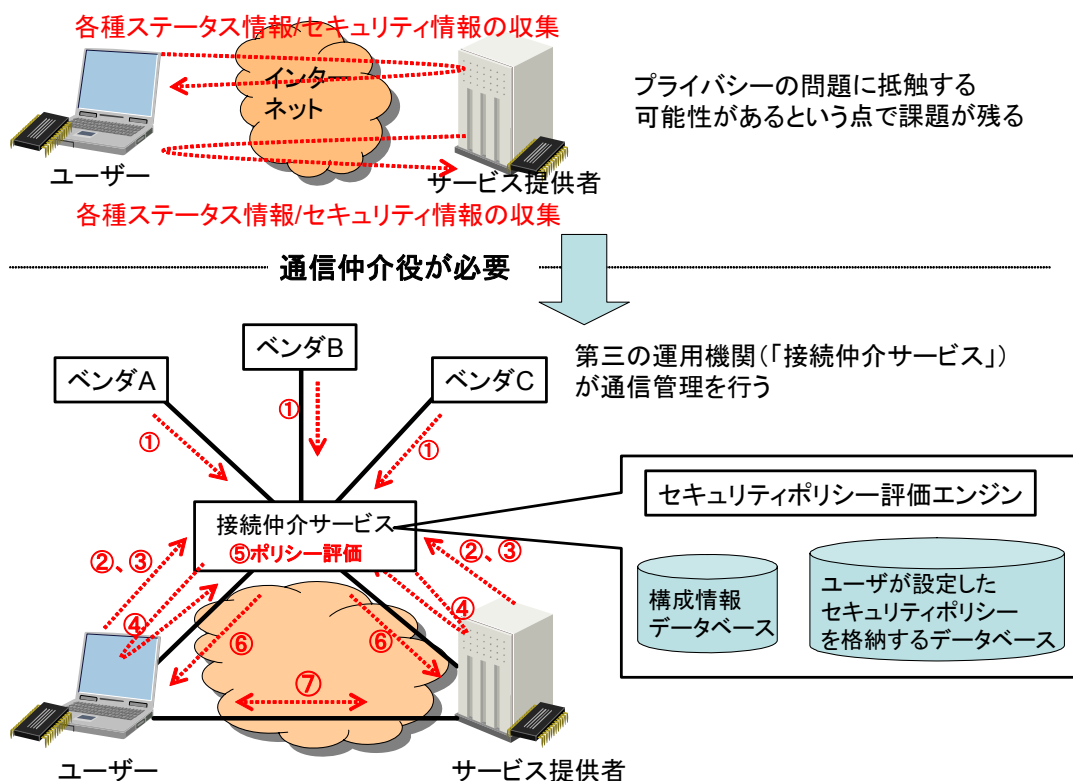 各種ステータス情報/セキュリティ情報の収集
インター
ネット
プライバシーの問題に抵触する
可能性があるという点で課題が残る
ユーザー
サービス提供者
各種ステータス情報/セキュリティ情報の収集
通信仲介役が必要
ベンダB
ベンダA
ベンダC
第三の運用機関(「接続仲介サービス」)
が通信管理を行う
①
①
①
セキュリティポリシー評価エンジン
接続仲介サービス
⑤ポリシー評価
②、③
②、③
④
④
構成情報
データベース
ユーザが設定した
セキュリティポリシー
を格納するデータベース
⑥
⑥
⑦
ユーザー
サービス提供者